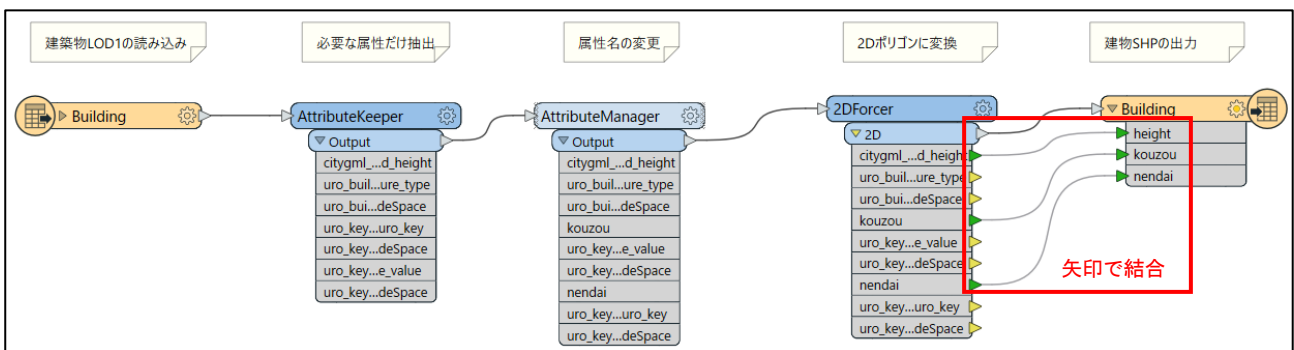 建築物LOD1の読み込み
必要な属性だけ抽出
属性名の変更
2Dポリゴンに変換
建物SHPの出力
Building
AttributeKeeper
Output
citygml_...d_height
uro_buil...ure_type
uro_bui...deSpace
uro_key...uro_key
uro_key...deSpace
uro_key...e_value
uro_key...deSpace
AttributeManager
Output
citygml_...d_height
uro_buil...ure_type
uro_bui...deSpace
kouzou
uro_key...e_value
uro_key...deSpace
nendai
uro_key...uro_key
uro_key...deSpace
2DForcer
2D
citygml_...d_height
uro_buil...ure_type
uro_bui...deSpace
kouzou
uro_key...e_value
uro_key...deSpace
nendai
uro_key...uro_key
uro_key...deSpace
Building
height
kouzou
nendai
矢印で結合